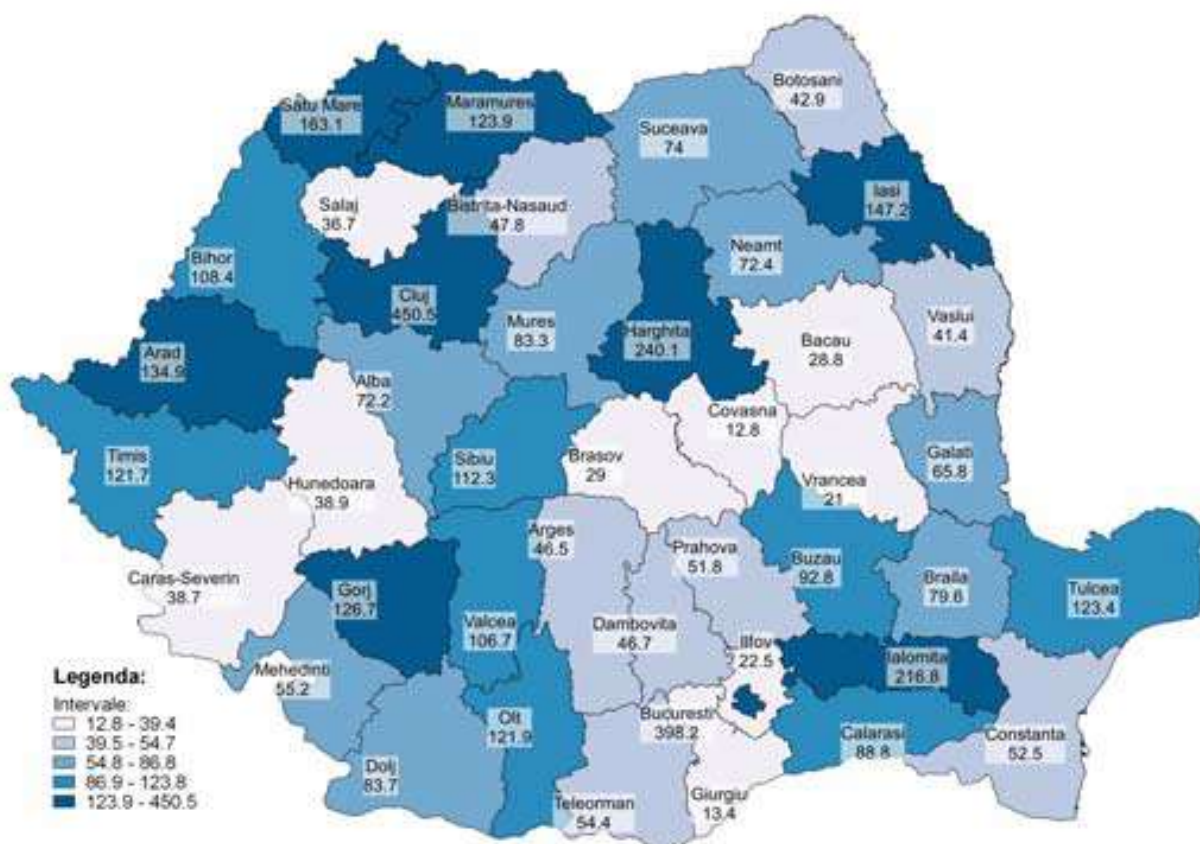 Botosani
42.9
Satu Mare
163.1
Maramures
123.9
Suceava
74
Iasi
147.2
Salaj
36.7
Bistrita-Nasaud
47.8
Neamt
72.4
Bihor
108.4
Cluj
450.5
Mures
83.3
Harghita
240.1
Bacau
28.8
Vaslui
41.4
Arad
134.9
Alba
72.2
Covasna
12.8
Timis
121.7
Hunedoara
38.9
Sibiu
112.3
Brasov
29
Vrancea
21
Galati
65.8
Arges
46.5
Prahova
51.8
Buzau
92.8
Braila
79.6
Tulcea
123.4
Caras-Severin
38.7
Gorj
126.7
Valcea
106.7
Dambovita
46.7
Ilfov
22.5
Ialomita
216.8
Mehedinti
55.2
Olt
121.9
Bucuresti
398.2
Calarasi
88.8
Constanta
52.5
Dolj
83.7
Teleorman
54.4
Giurgiu
13.4
Legenda:
Intervale:
12.8 - 39.4
39.5 - 54.7
54.8 - 86.8
86.9 - 123.8
123.9 - 450.5